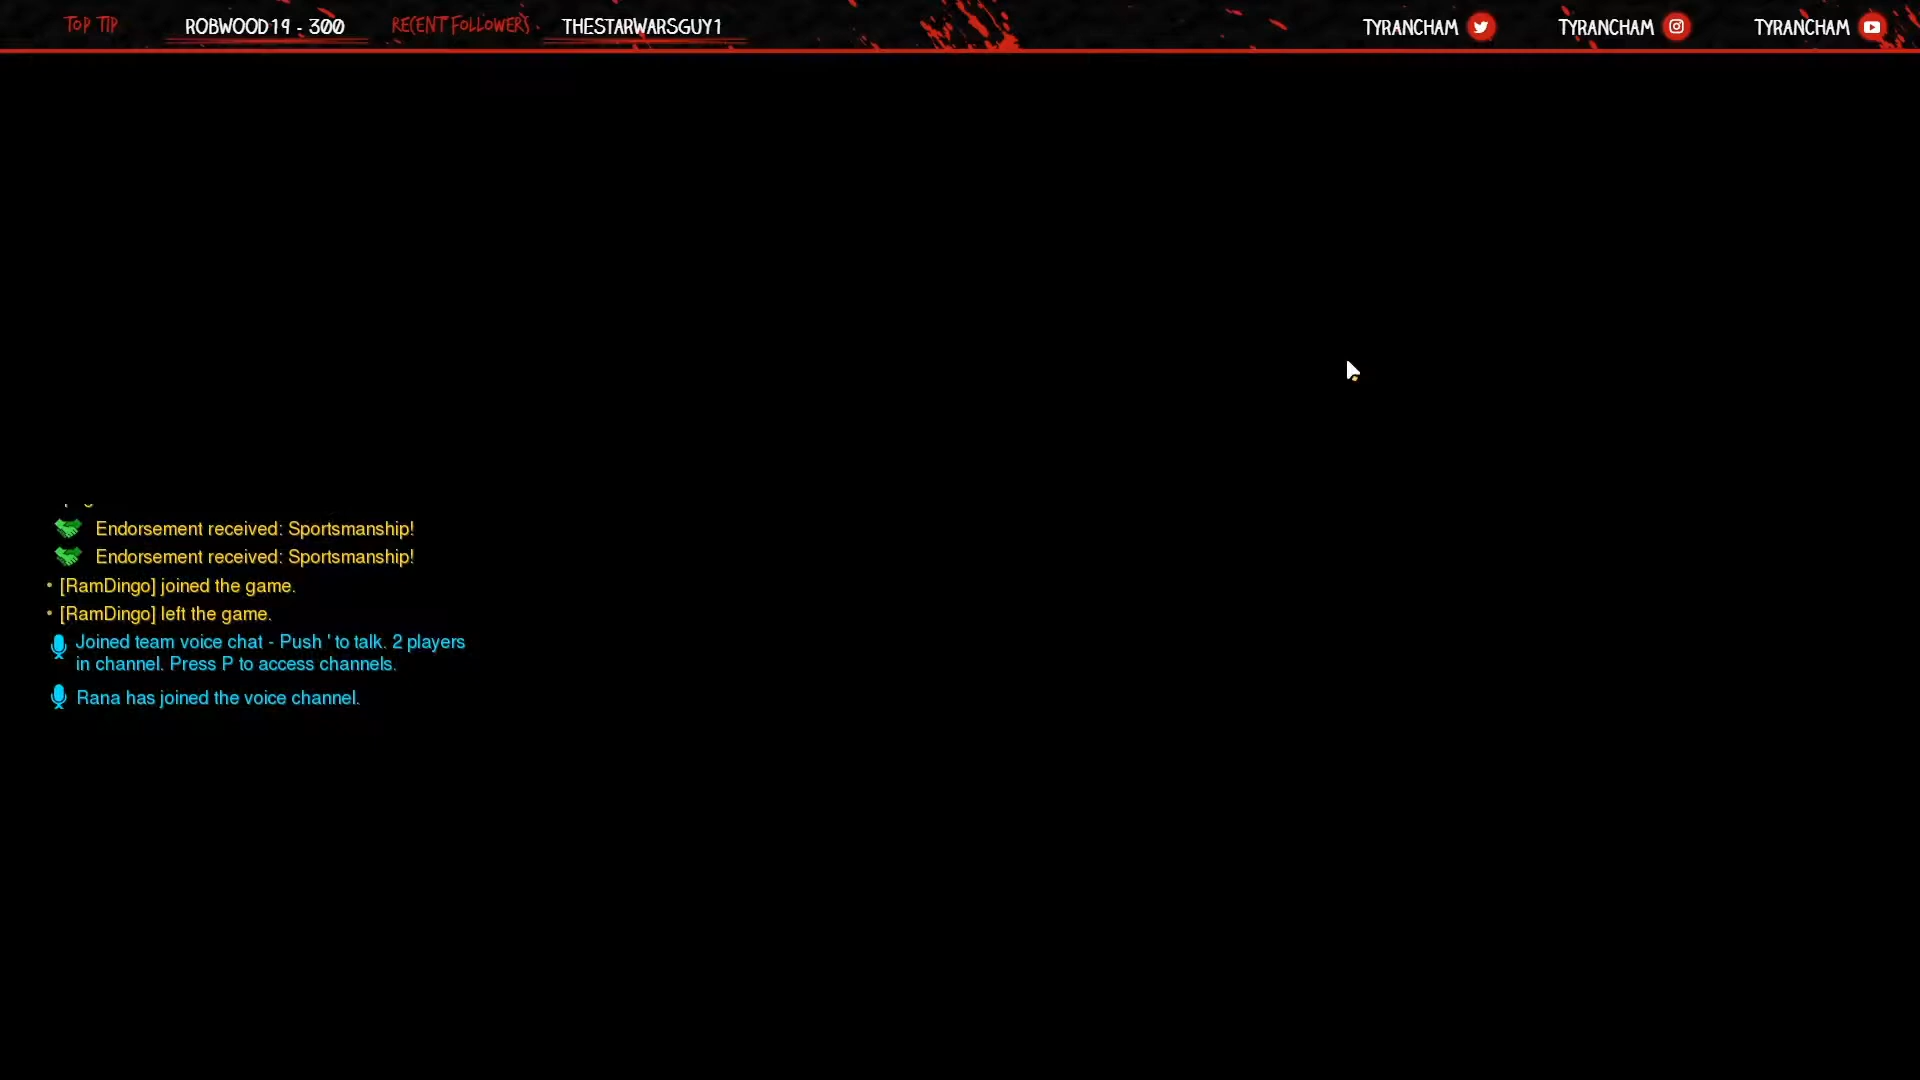 TOP TIP ROBWOOD19 - 300 RECENT FOLLOWERS THESTARWARSGUY1 TYRANCHAM TYRANCHAM TYRANCHAM
Endorsement received: Sportsmanship!
Endorsement received: Sportsmanship!
• [RamDingo] joined the game.
• [RamDingo] left the game.
Joined team voice chat - Push ' to talk. 2 players
in channel. Press P to access channels.
Rana has joined the voice channel.